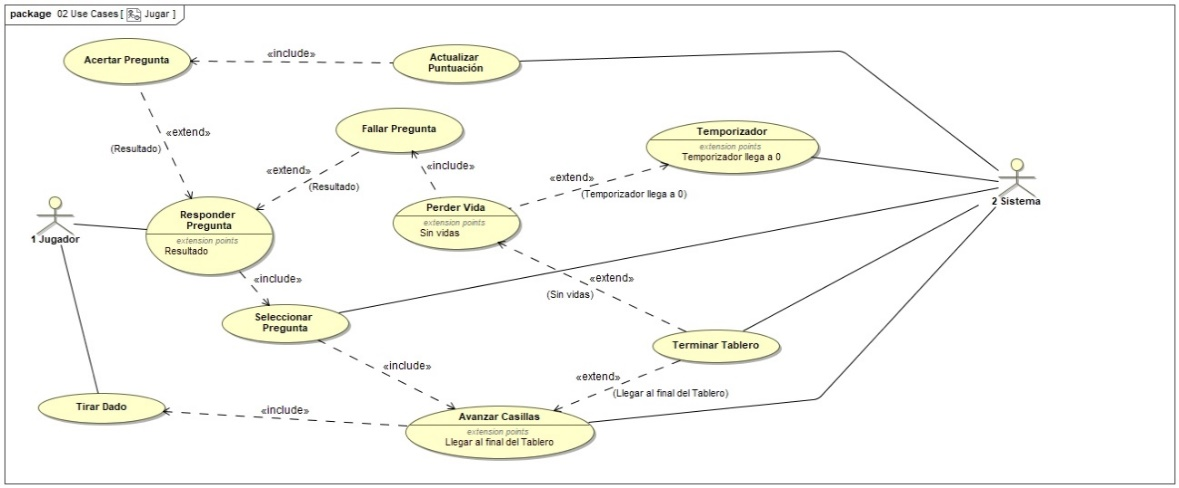 package 02 Use Cases [ Jugar ]
Acertar Pregunta
«include»
Actualizar
Puntuación
«extend»
(Resultado)
Fallar Pregunta
«include»
«extend»
(Resultado)
Temporizador
extension points
Temporizador llega a 0
«extend»
(Temporizador llega a 0)
1 Jugador
Responder
Pregunta
extension points
Resultado
Perder Vida
extension points
Sin vidas
2 Sistema
«include»
«extend»
(Sin vidas)
Seleccionar
Pregunta
Terminar Tablero
«include»
«extend»
(Llegar al final del Tablero)
Tirar Dado
«include»
Avanzar Casillas
extension points
Llegar al final del Tablero